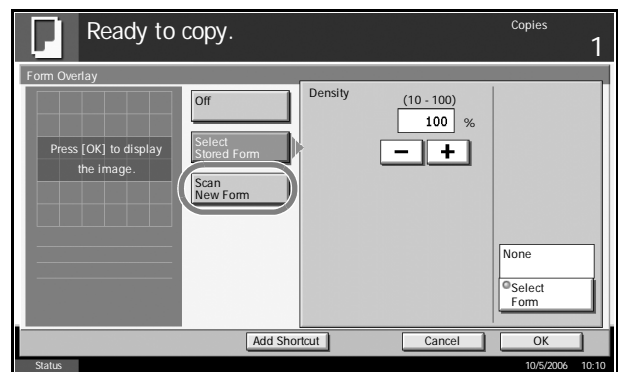 Ready to copy.
Copies
1
Form Overlay
Press [OK] to display
the image.
Off
Select
Stored Form
Scan
New Form
Density
(10 - 100)
100 %
− +
None
Select
Form
Add Shortcut
Cancel
OK
Status
10/5/2006 10:10